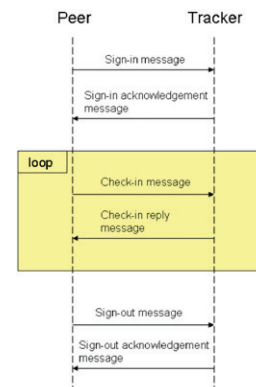 Peer Tracker
Sign-in message
Sign-in acknowledgement
message
loop
Check-in message
Check-in reply
message
Sign-out message
Sign-out acknowledgement
message